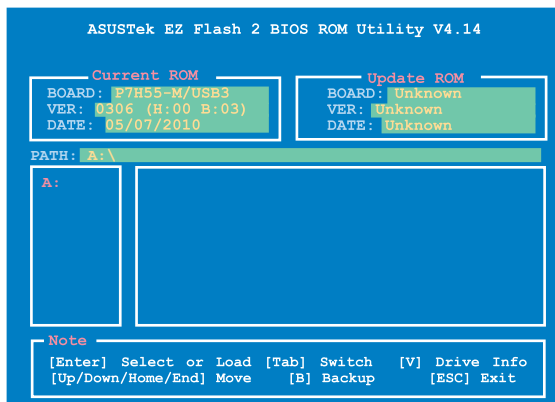 ASUSTek EZ Flash 2 BIOS ROM Utility V4.14
Current ROM
BOARD: P7H55-M/USB3
VER: 0306 (H:00 B:03)
DATE: 05/07/2010
Update ROM
BOARD: Unknown
VER: Unknown
DATE: Unknown
PATH: A:\
A:
Note
[Enter] Select or Load [Tab] Switch [V] Drive Info
[Up/Down/Home/End] Move [B] Backup [ESC] Exit